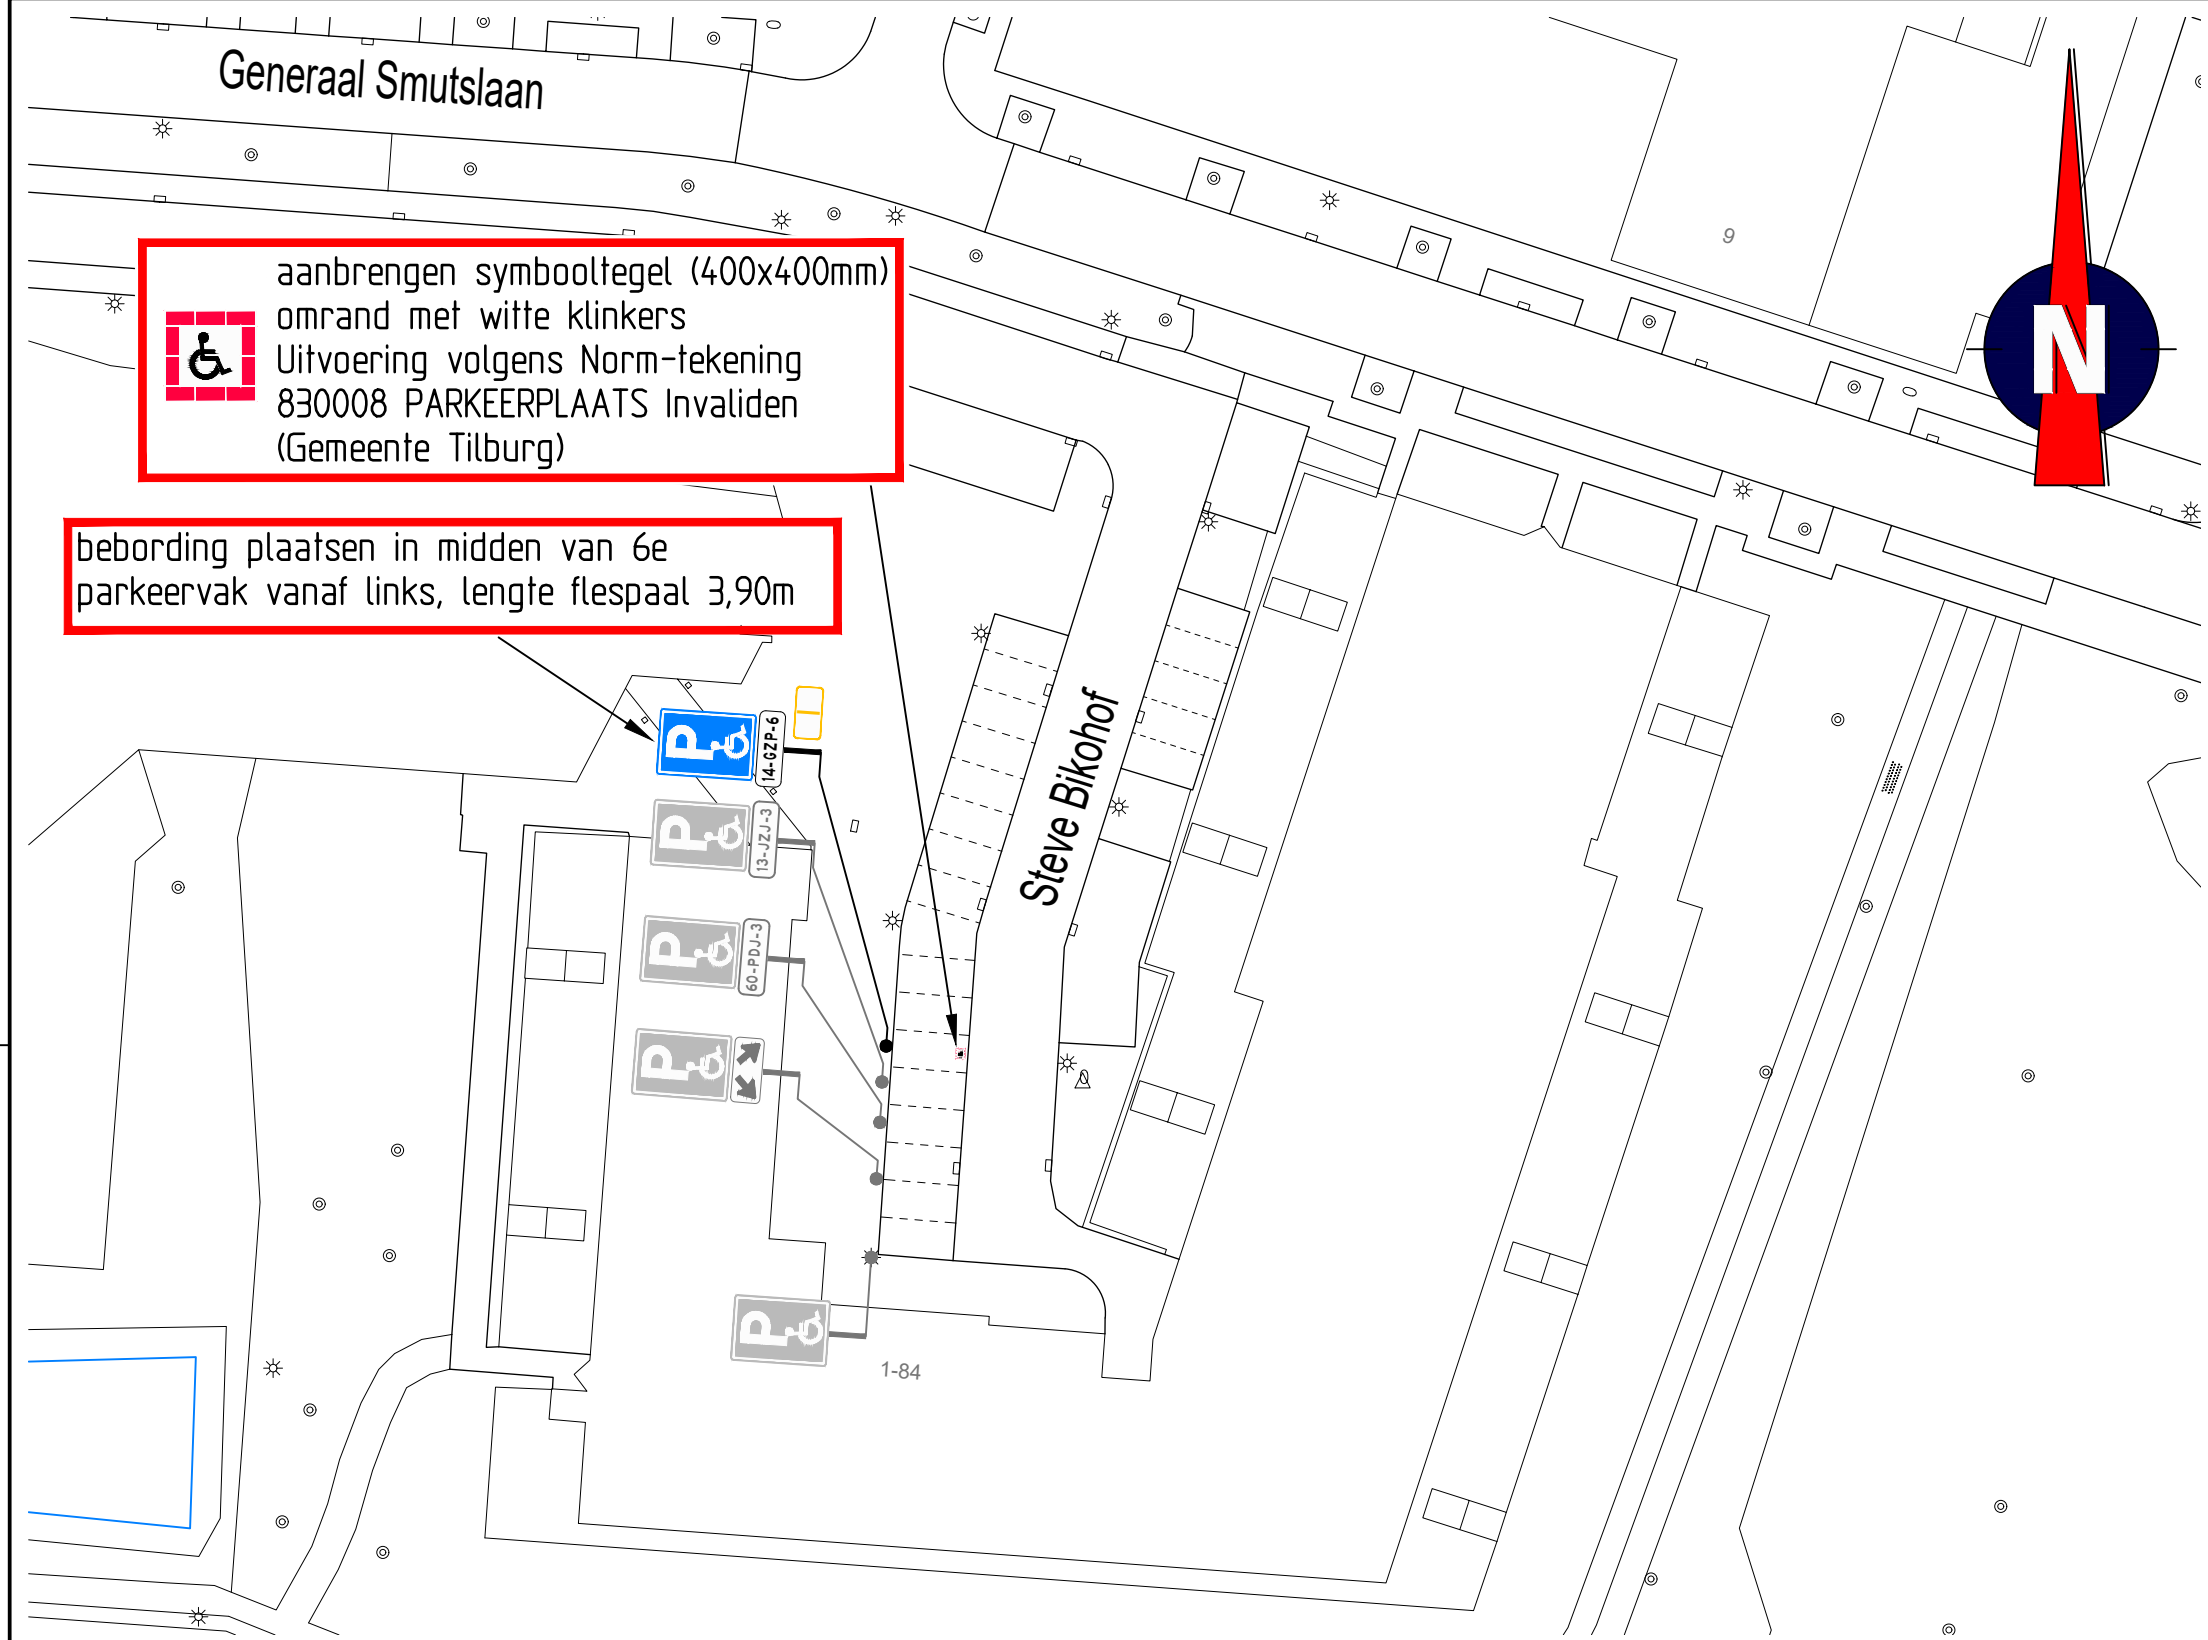 Generaal Smutslaan
9
N
aanbrengen symbooltegel (400x400mm)
omrand met witte klinkers
Uitvoering volgens Norm-tekening
830008 PARKEERPLAATS Invaliden
(Gemeente Tilburg)
bebording plaatsen in midden van 6e
parkeervak vanaf links, lengte flespaal 3,90m
P
14-GZP-6
P
13-JZJ-3
P
60-PDJ-3
P
Steve Bikohof
P
1-84